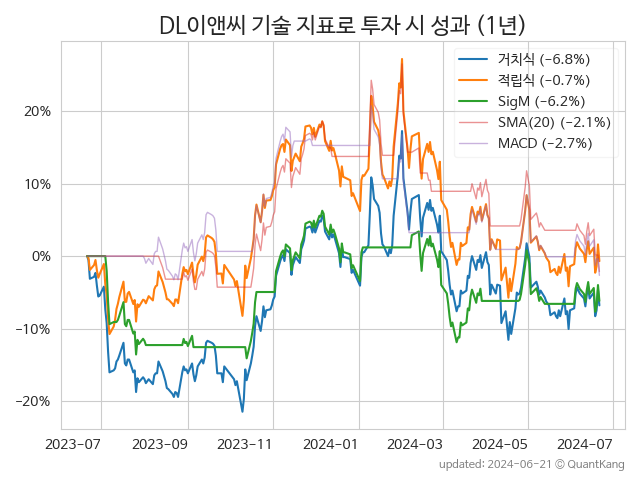 DL이앤씨 기술 지표로 투자 시 성과 (1년)
거치식 (−6.8%)
적립식 (−0.7%)
SigM (−6.2%)
SMA(20) (−2.1%)
MACD (−2.7%)
20%
10%
0%
−10%
−20%
2023-07
2023-09
2023-11
2024-01
2024-03
2024-05
2024-07
updated: 2024-06-21 © QuantKang